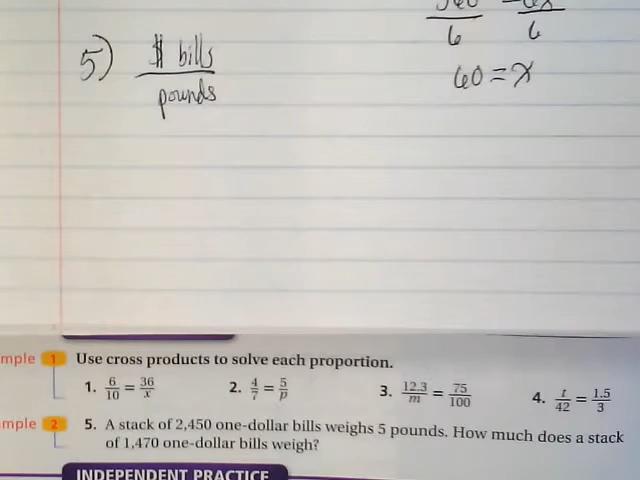 5) $ bills
pounds
6 6
60 = x
mple 1 Use cross products to solve each proportion.
1. 6/10 = 36/x 2. 4/7 = 5/p 3. 12.3/m = 75/100 4. t/42 = 1.5/3
mple 2 5. A stack of 2,450 one-dollar bills weighs 5 pounds. How much does a stack
of 1,470 one-dollar bills weigh?
INDEPENDENT PRACTICE